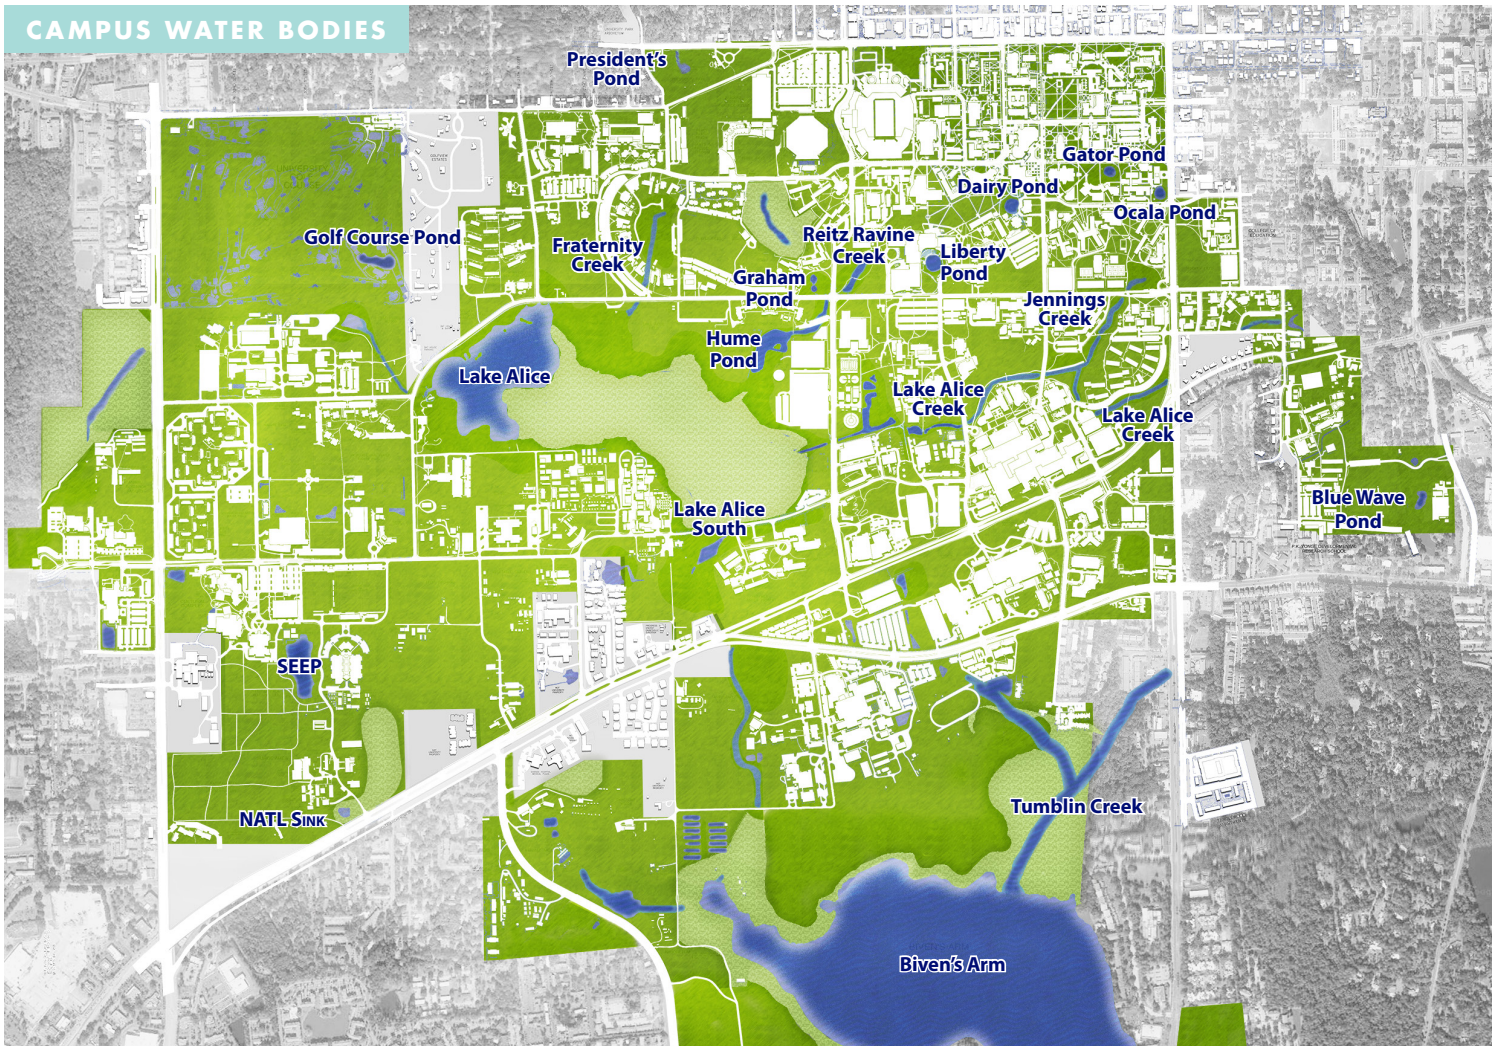 CAMPUS WATER BODIES
President's
Pond
Gator Pond
Dairy Pond
Ocala Pond
Golf Course Pond
Fraternity
Creek
Reitz Ravine
Creek
Liberty
Pond
Graham
Pond
Jennings
Creek
Hume
Pond
Lake Alice
Lake Alice
Creek
Lake Alice
Creek
Lake Alice
South
Blue Wave
Pond
SEEP
NATL SINK
Tumblin Creek
Biven's Arm